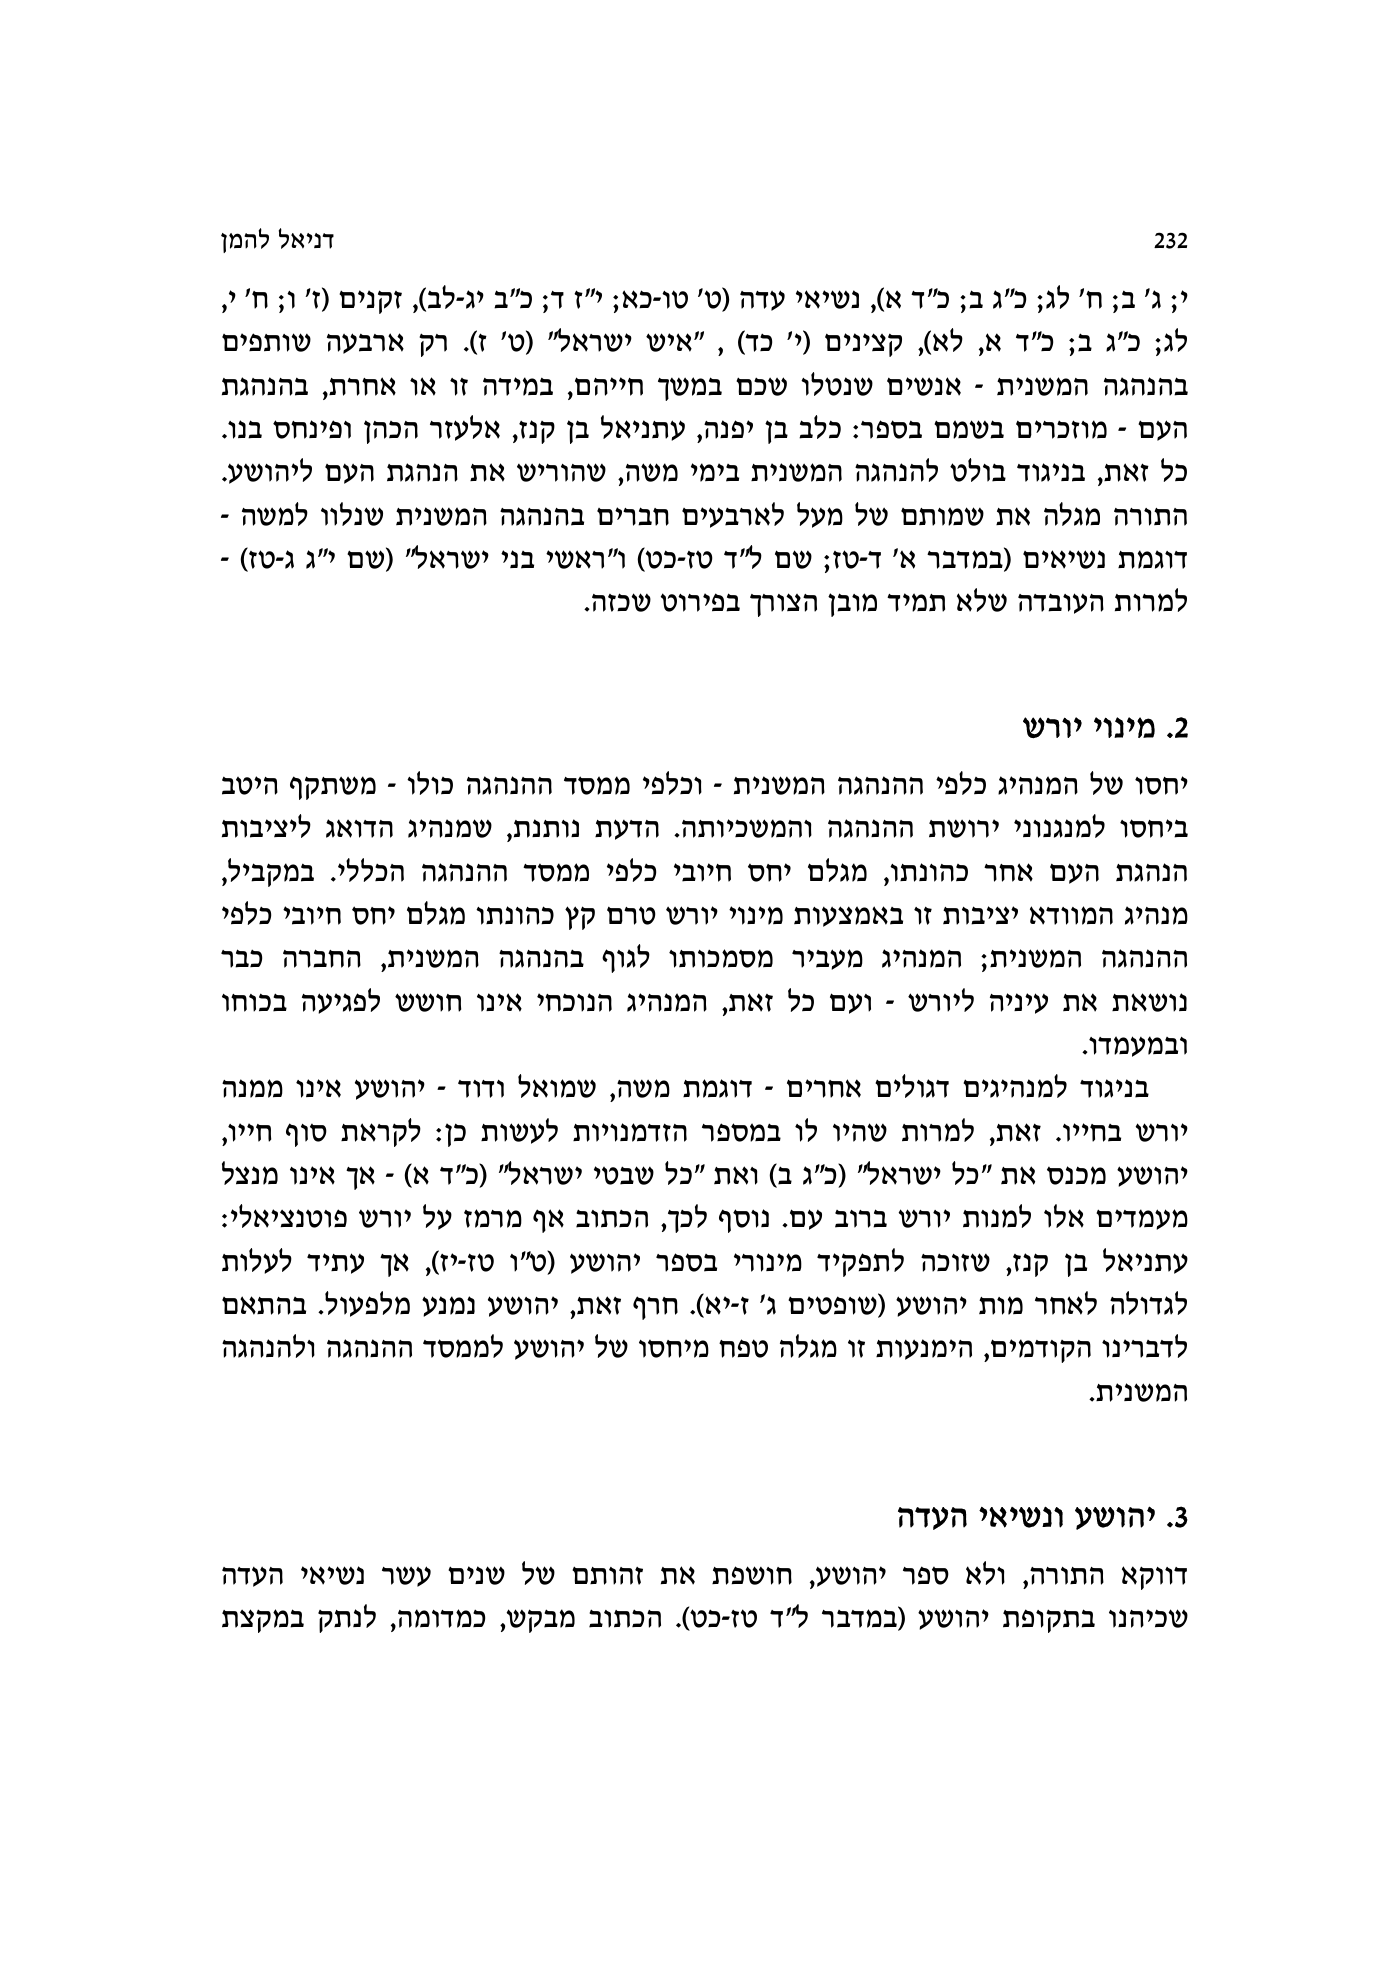 232 דניאל להמן
י; ג' ב; ח' לג; כ"ג ב; כ"ד א), נשיאי עדה (ט' טו-כא; י"ז ד; כ"ב יג-לב), זקנים (ז' ו; ח' י,
לג; כ"ג ב; כ"ד א, לא), קצינים (י' כד) , "איש ישראל" (ט' ז). רק ארבעה שותפים
בהנהגה המשנית - אנשים שנטלו שכם במשך חייהם, במידה זו או אחרת, בהנהגת
העם - מוזכרים בשמם בספר: כלב בן יפנה, עתניאל בן קנז, אלעזר הכהן ופינחס בנו.
כל זאת, בניגוד בולט להנהגה המשנית בימי משה, שהוריש את הנהגת העם ליהושע.
התורה מגלה את שמותם של מעל לארבעים חברים בהנהגה המשנית שנלוו למשה -
דוגמת נשיאים (במדבר א' ד-טז; שם ל"ד טז-כט) ו"ראשי בני ישראל" (שם י"ג ג-טז) -
למרות העובדה שלא תמיד מובן הצורך בפירוט שכזה.
2. מינוי יורש
יחסו של המנהיג כלפי ההנהגה המשנית - וכלפי ממסד ההנהגה כולו - משתקף היטב
ביחסו למנגנוני ירושת ההנהגה והמשכיותה. הדעת נותנת, שמנהיג הדואג ליציבות
הנהגת העם אחר כהונתו, מגלם יחס חיובי כלפי ממסד ההנהגה הכללי. במקביל,
מנהיג המוודא יציבות זו באמצעות מינוי יורש טרם קץ כהונתו מגלם יחס חיובי כלפי
ההנהגה המשנית; המנהיג מעביר מסמכותו לגוף בהנהגה המשנית, החברה כבר
נושאת את עיניה ליורש - ועם כל זאת, המנהיג הנוכחי אינו חושש לפגיעה בכוחו
ובמעמדו.
בניגוד למנהיגים דגולים אחרים - דוגמת משה, שמואל ודוד - יהושע אינו ממנה
יורש בחייו. זאת, למרות שהיו לו במספר הזדמנויות לעשות כן: לקראת סוף חייו,
יהושע מכנס את "כל ישראל" (כ"ג ב) ואת "כל שבטי ישראל" (כ"ד א) - אך אינו מנצל
מעמדים אלו למנות יורש ברוב עם. נוסף לכך, הכתוב אף מרמז על יורש פוטנציאלי:
עתניאל בן קנז, שזוכה לתפקיד מינורי בספר יהושע (ט"ו טז-יז), אך עתיד לעלות
לגדולה לאחר מות יהושע (שופטים ג' ז-יא). חרף זאת, יהושע נמנע מלפעול. בהתאם
לדברינו הקודמים, הימנעות זו מגלה טפח מיחסו של יהושע לממסד ההנהגה ולהנהגה
המשנית.
3. יהושע ונשיאי העדה
דווקא התורה, ולא ספר יהושע, חושפת את זהותם של שנים עשר נשיאי העדה
שכיהנו בתקופת יהושע (במדבר ל"ד טז-כט). הכתוב מבקש, כמדומה, לנתק במקצת